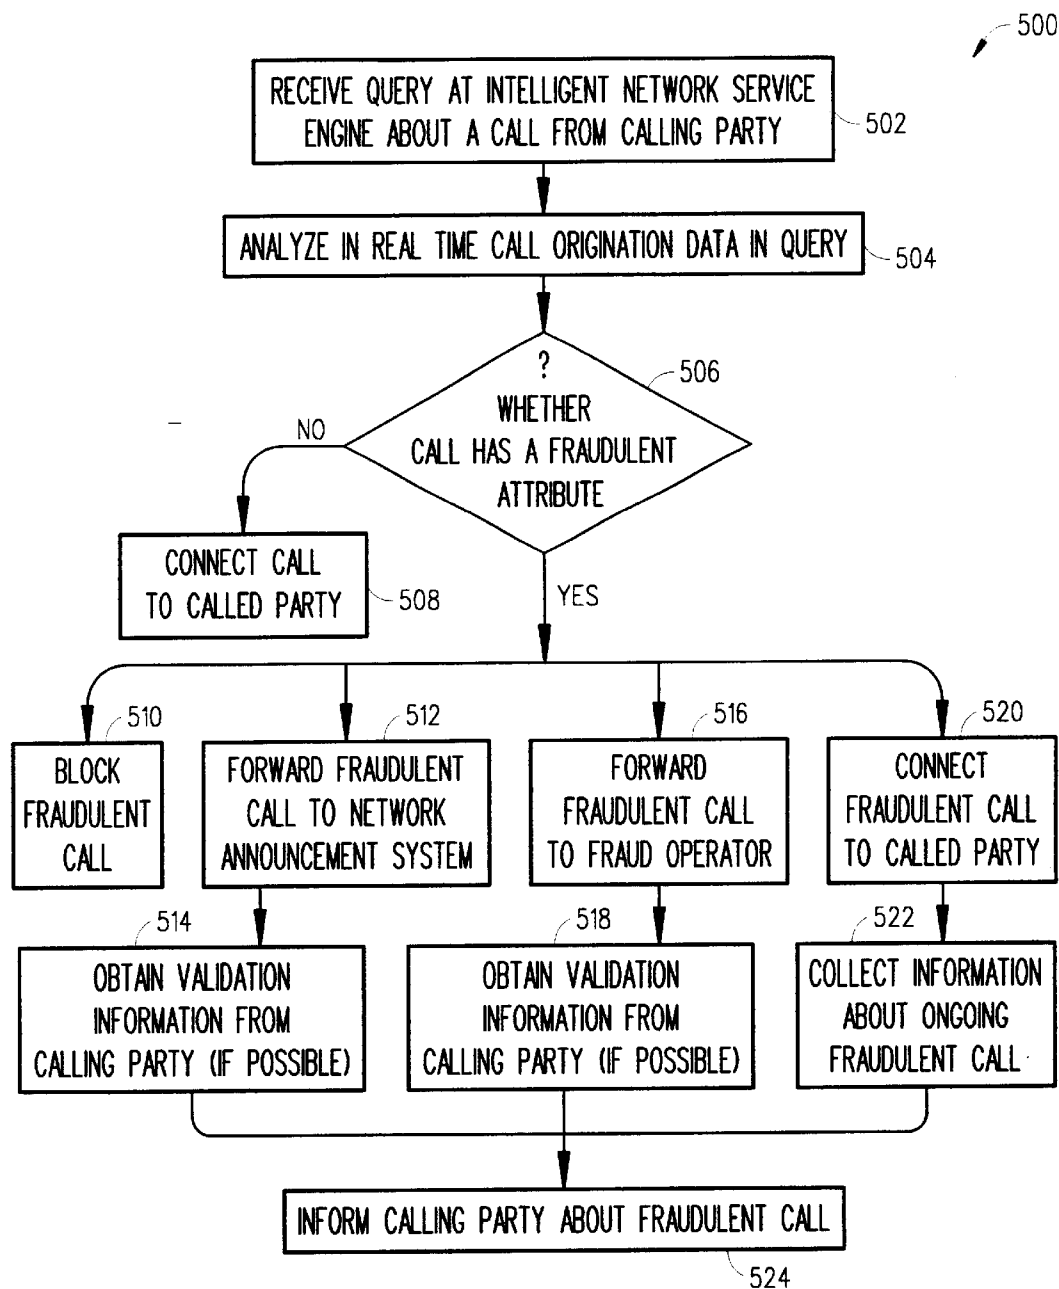 500
RECEIVE QUERY AT INTELLIGENT NETWORK SERVICE
ENGINE ABOUT A CALL FROM CALLING PARTY
502
ANALYZE IN REAL TIME CALL ORIGINATION DATA IN QUERY
504
?
WHETHER
CALL HAS A FRAUDULENT
ATTRIBUTE
506
NO
CONNECT CALL
TO CALLED PARTY
508
YES
510
BLOCK
FRAUDULENT
CALL
512
FORWARD FRAUDULENT
CALL TO NETWORK
ANNOUNCEMENT SYSTEM
516
FORWARD
FRAUDULENT CALL
TO FRAUD OPERATOR
520
CONNECT
FRAUDULENT CALL
TO CALLED PARTY
514
OBTAIN VALIDATION
INFORMATION FROM
CALLING PARTY (IF POSSIBLE)
518
OBTAIN VALIDATION
INFORMATION FROM
CALLING PARTY (IF POSSIBLE)
522
COLLECT INFORMATION
ABOUT ONGOING
FRAUDULENT CALL
INFORM CALLING PARTY ABOUT FRAUDULENT CALL
524